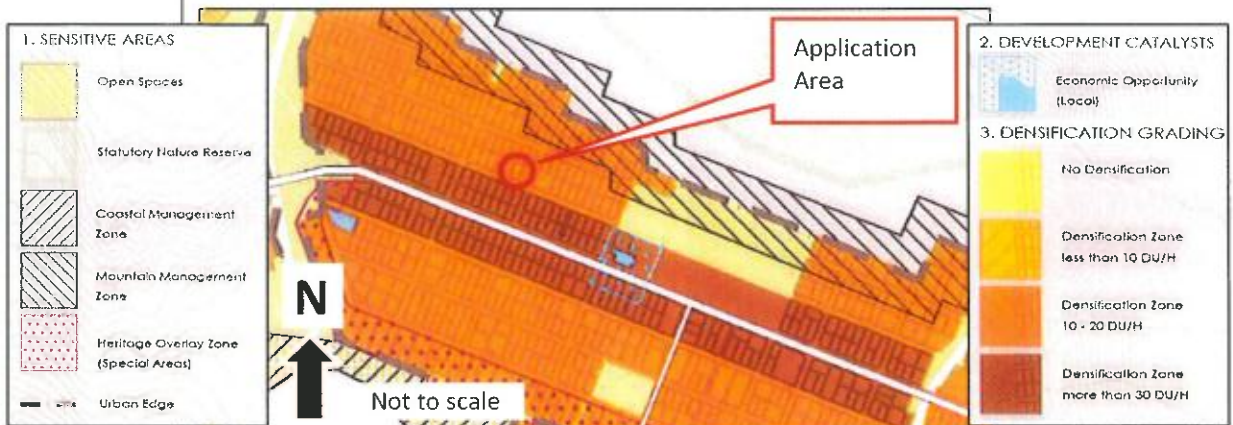 1. SENSITIVE AREAS
Open Spaces
Statutory Nature Reserve
Coastal Management
Zone
Mountain Management
Zone
Heritage Overlay Zone
(Special Areas)
Urban Edge
N
Not to scale
Application
Area
2. DEVELOPMENT CATALYSTS
Economic Opportunity
(Local)
3. DENSIFICATION GRADING
No Densification
Densification Zone
less than 10 DU/H
Densification Zone
10 - 20 DU/H
Densification Zone
more than 30 DU/H